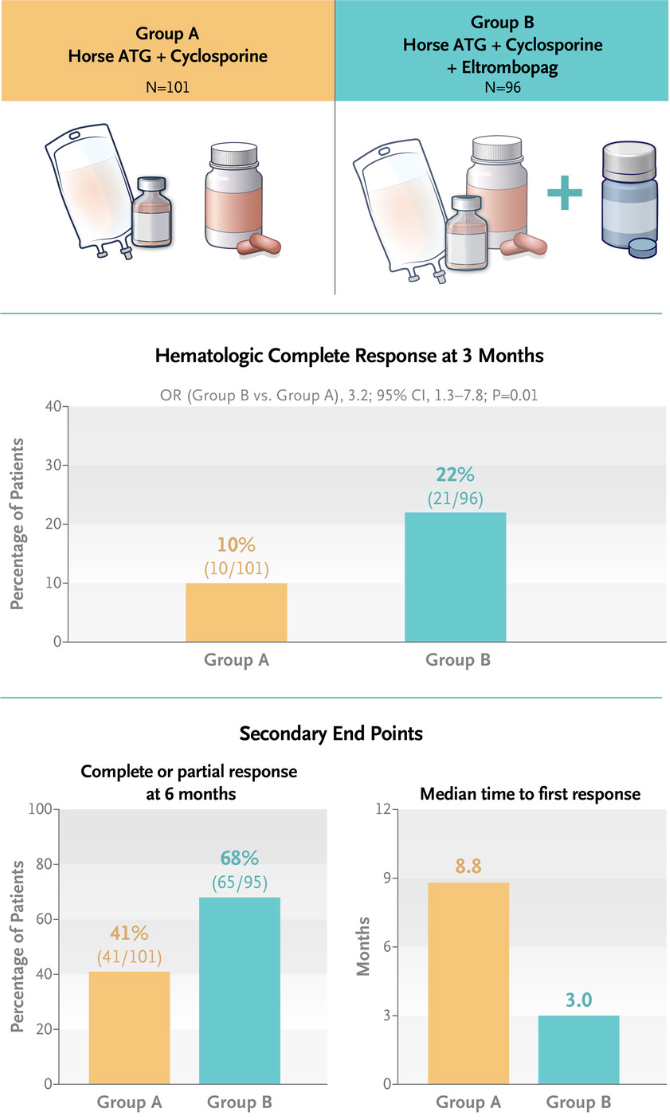 Group A
Horse ATG + Cyclosporine
N=101
Group B
Horse ATG + Cyclosporine
+ Eltrombopag
N=96
Hematologic Complete Response at 3 Months
OR (Group B vs. Group A), 3.2; 95% CI, 1.3–7.8; P=0.01
Percentage of Patients
40
30
20
10
0
10%
(10/101)
22%
(21/96)
Group A
Group B
Secondary End Points
Complete or partial response
at 6 months
Percentage of Patients
100
80
60
40
20
0
41%
(41/101)
68%
(65/95)
Group A
Group B
Median time to first response
Months
12
9
6
3
0
8.8
3.0
Group A
Group B